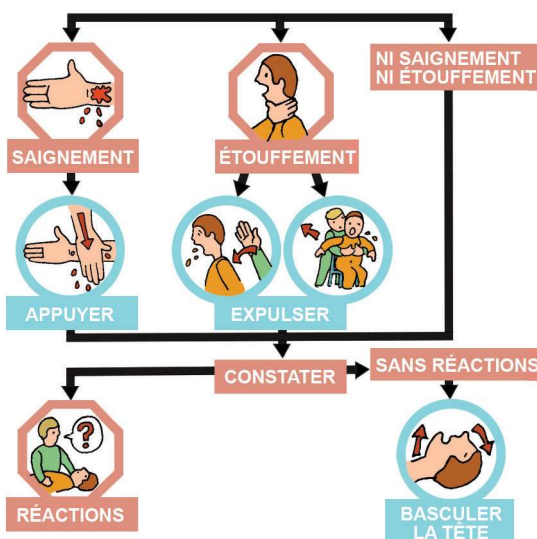 NI SAIGNEMENT
NI ÉTOUFFEMENT
SAIGNEMENT
ÉTOUFFEMENT
APPUYER
EXPULSER
CONSTATER
SANS RÉACTIONS
?
RÉACTIONS
BASCULER
LA TÊTE